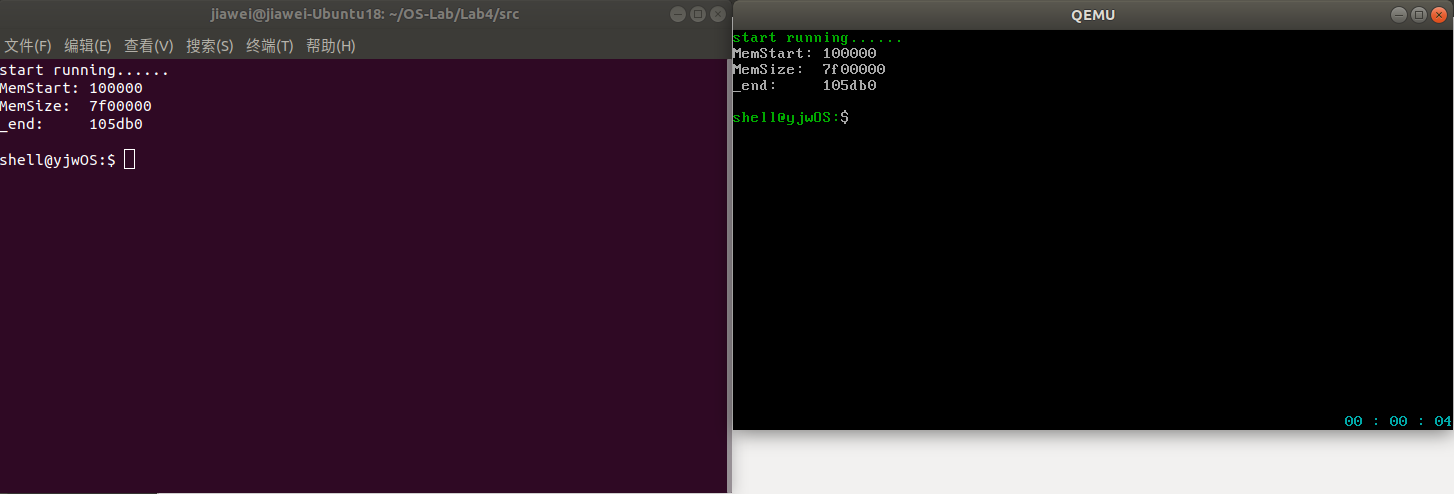 jiawei@jiawei-Ubuntu18: ~/OS-Lab/Lab4/src
文件(F) 编辑(E) 查看(V) 搜索(S) 终端(T) 帮助(H)
start running......
MemStart: 100000
MemSize:  7f00000
_end:     105db0
shell@yjwOS:$
QEMU
start running......
MemStart: 100000
MemSize:  7f00000
_end:     105db0
shell@yjwOS:$
00 : 00 : 04